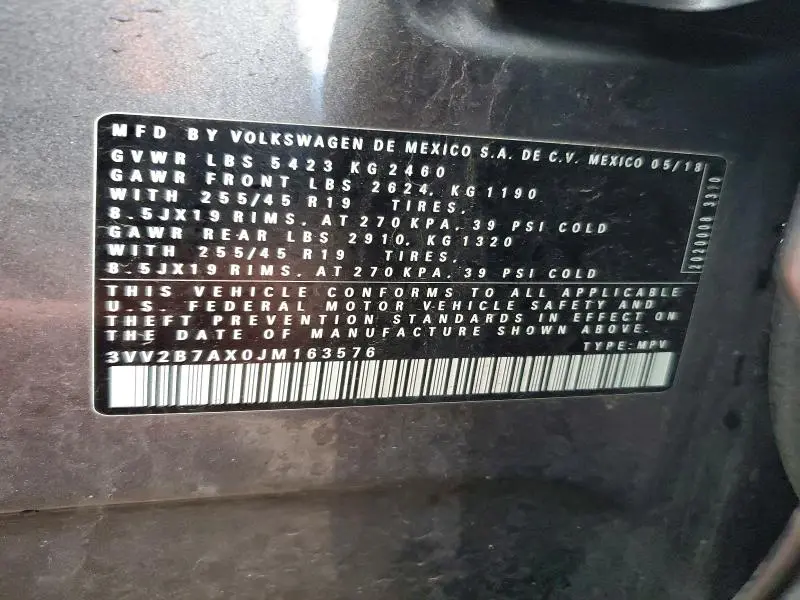 MFD BY VOLKSWAGEN DE MEXICO S.A. DE C.V. MEXICO 05/18
GVWR LBS 5423 KG 2460
GAWR FRONT LBS 2624, KG 1190
WITH 255/45 R19 TIRES,
8.5JX19 RIMS, AT 270 KPA, 39 PSI COLD
GAWR REAR LBS 2910, KG 1320
WITH 255/45 R19 TIRES,
8.5JX19 RIMS, AT 270 KPA, 39 PSI COLD
2020000 3310
THIS VEHICLE CONFORMS TO ALL APPLICABLE
U.S. FEDERAL MOTOR VEHICLE SAFETY AND
THEFT PREVENTION STANDARDS IN EFFECT ON
THE DATE OF MANUFACTURE SHOWN ABOVE.
3VV2B7AX0JM163576
TYPE: MPV